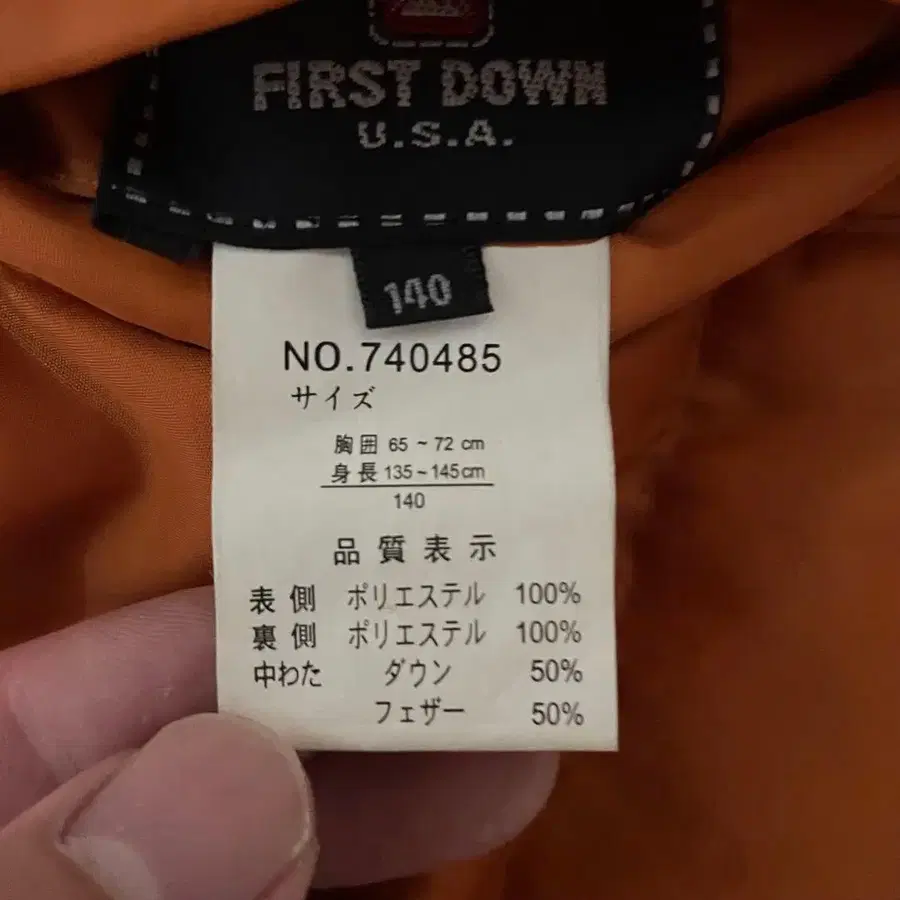 FIRST DOWN
U.S.A.
140
NO.740485
サイズ
胸囲 65~72 cm
身長 135~145cm
140
品質表示
表側 ポリエステル 100%
裏側 ポリエステル 100%
中わた ダウン 50%
フェザー 50%